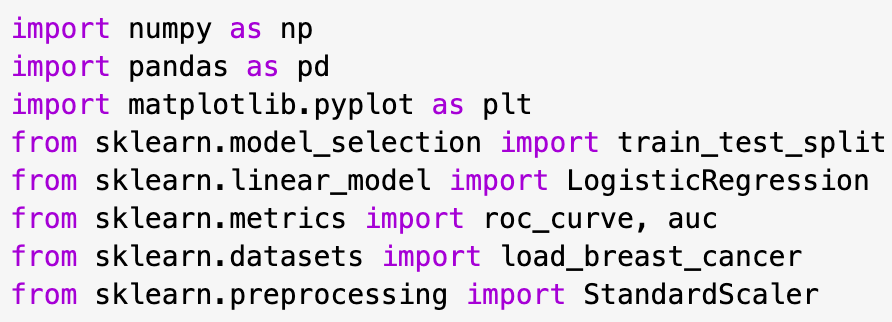 import numpy as np
import pandas as pd
import matplotlib.pyplot as plt
from sklearn.model_selection import train_test_split
from sklearn.linear_model import LogisticRegression
from sklearn.metrics import roc_curve, auc
from sklearn.datasets import load_breast_cancer
from sklearn.preprocessing import StandardScaler